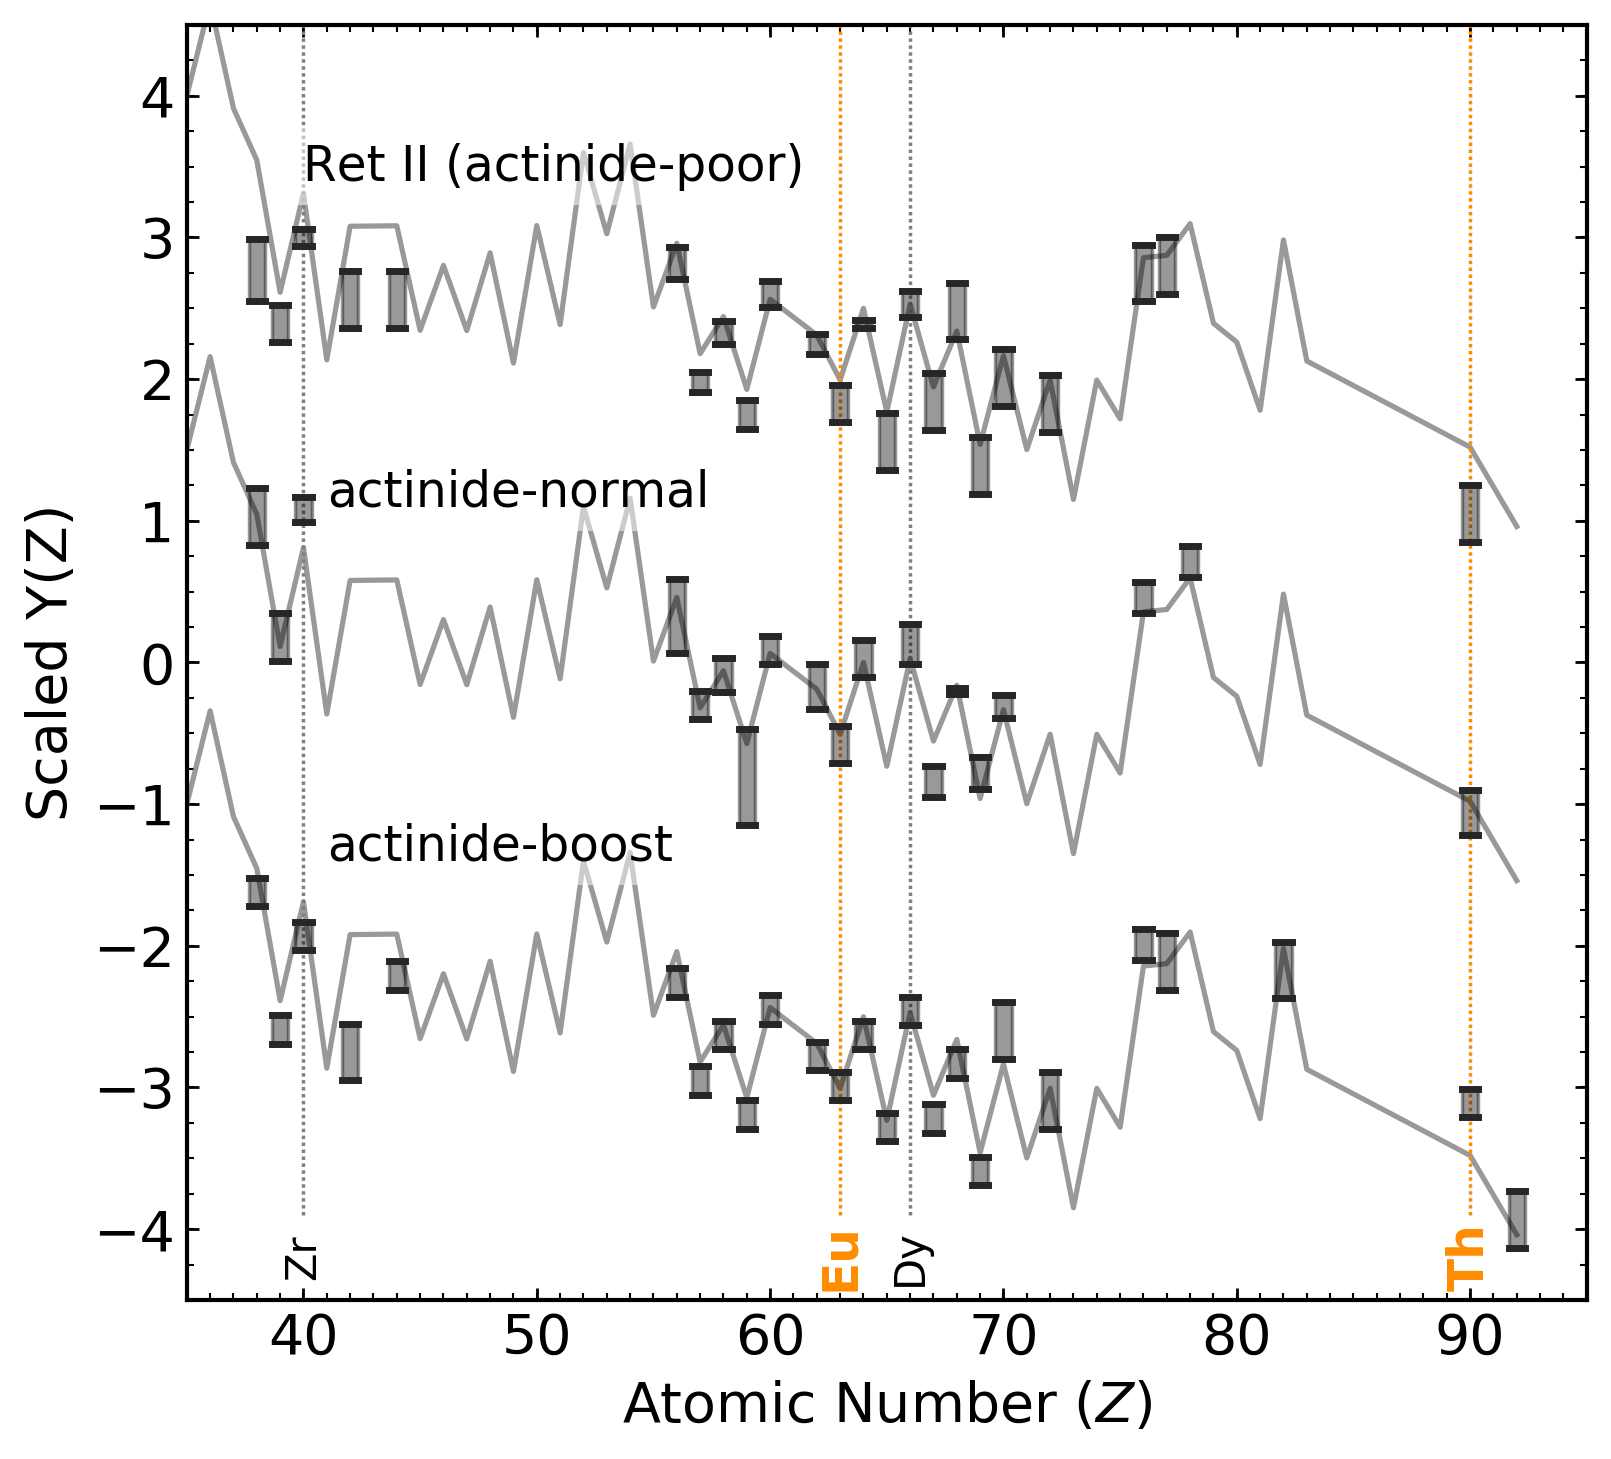 4
3
2
1
0
−1
−2
−3
−4
Scaled Y(Z)
Ret II (actinide-poor)
actinide-normal
actinide-boost
Zr
Eu
Dy
Th
40 50 60 70 80 90
Atomic Number (Z)